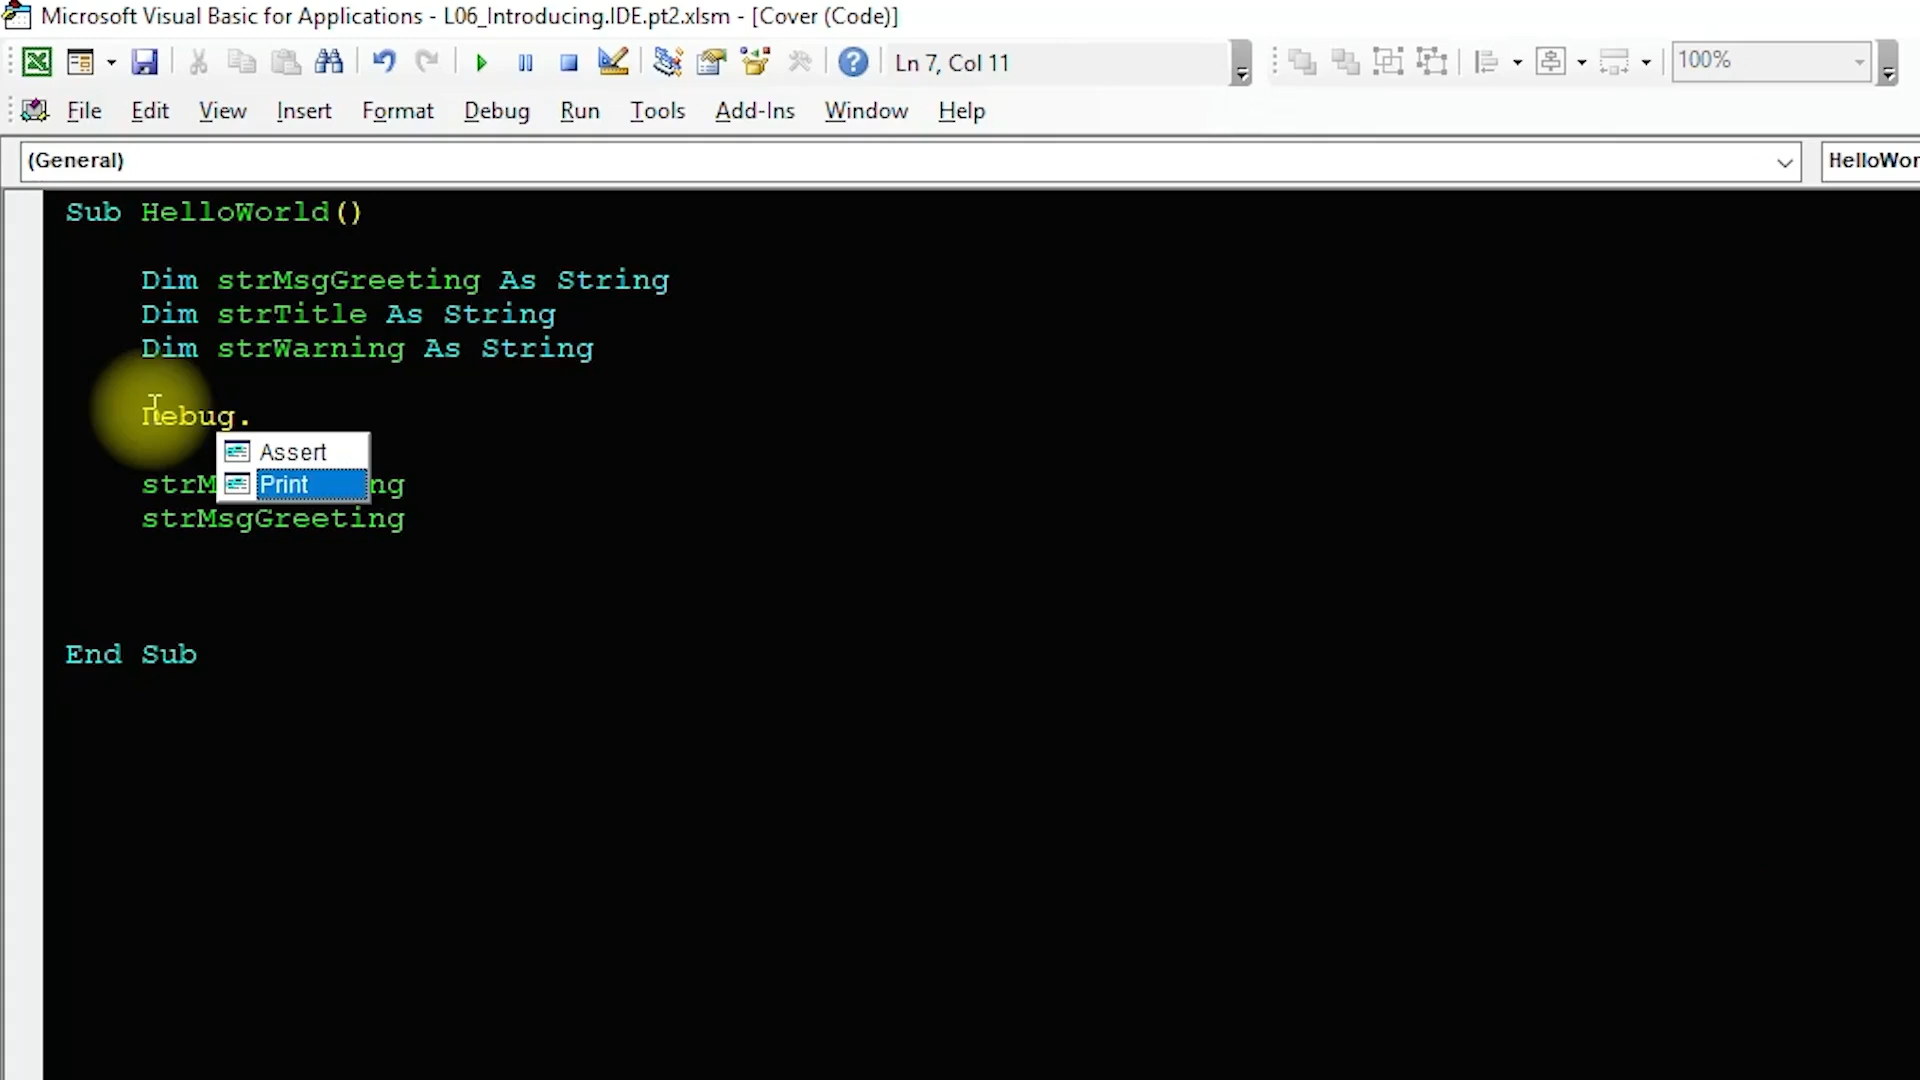 Microsoft Visual Basic for Applications - L06_Introducing.IDE.pt2.xlsm - [Cover (Code)]
Ln 7, Col 11
100%
File Edit View Insert Format Debug Run Tools Add-Ins Window Help
(General)
HelloWor
Sub HelloWorld()
Dim strMsgGreeting As String
Dim strTitle As String
Dim strWarning As String
Debug.
Assert
Print
strM ng
strMsgGreeting
End Sub